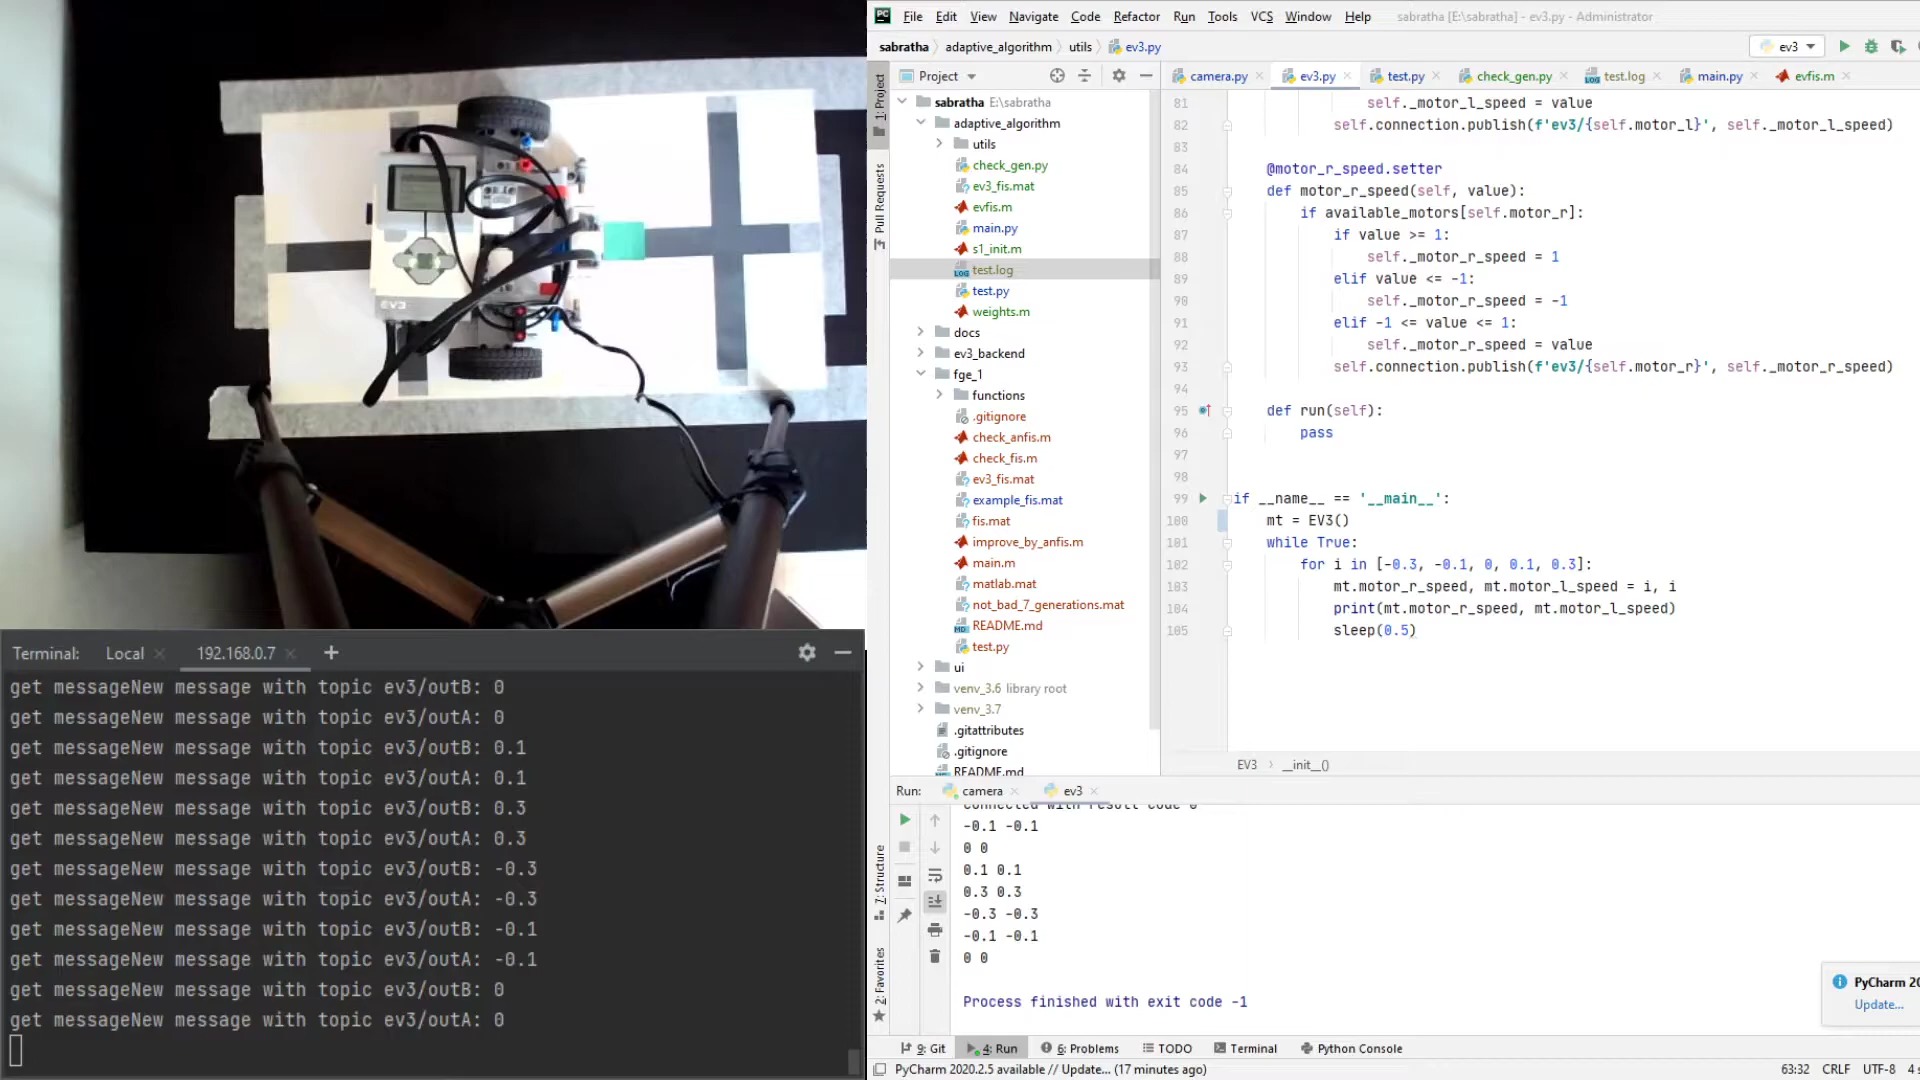 EV3
Terminal: Local 192.168.0.7
get messageNew message with topic ev3/outB: 0
get messageNew message with topic ev3/outA: 0
get messageNew message with topic ev3/outB: 0.1
get messageNew message with topic ev3/outA: 0.1
get messageNew message with topic ev3/outB: 0.3
get messageNew message with topic ev3/outA: 0.3
get messageNew message with topic ev3/outB: -0.3
get messageNew message with topic ev3/outA: -0.3
get messageNew message with topic ev3/outB: -0.1
get messageNew message with topic ev3/outA: -0.1
get messageNew message with topic ev3/outB: 0
get messageNew message with topic ev3/outA: 0
PC File Edit View Navigate Code Refactor Run Tools VCS Window Help sabratha [E:\sabratha] - ev3.py - Administrator
sabratha adaptive_algorithm utils ev3.py ev3
1: Project
Pull Requests
7: Structure
2: Favorites
Project
sabratha E:\sabratha
adaptive_algorithm
utils
check_gen.py
ev3_fis.mat
evfis.m
main.py
s1_init.m
test.log
test.py
weights.m
docs
ev3_backend
fge_1
functions
.gitignore
check_anfis.m
check_fis.m
ev3_fis.mat
example_fis.mat
fis.mat
improve_by_anfis.m
main.m
matlab.mat
not_bad_7_generations.mat
README.md
test.py
ui
venv_3.6 library root
venv_3.7
.gitattributes
.gitignore
README.md
camera.py ev3.py test.py check_gen.py test.log main.py evfis.m
81 self._motor_l_speed = value
82 self.connection.publish(f'ev3/{self.motor_l}', self._motor_l_speed)
83
84 @motor_r_speed.setter
85 def motor_r_speed(self, value):
86 if available_motors[self.motor_r]:
87 if value >= 1:
88 self._motor_r_speed = 1
89 elif value <= -1:
90 self._motor_r_speed = -1
91 elif -1 <= value <= 1:
92 self._motor_r_speed = value
93 self.connection.publish(f'ev3/{self.motor_r}', self._motor_r_speed)
94
95 def run(self):
96 pass
97
98
99 if __name__ == '__main__':
100 mt = EV3()
101 while True:
102 for i in [-0.3, -0.1, 0, 0.1, 0.3]:
103 mt.motor_r_speed, mt.motor_l_speed = i, i
104 print(mt.motor_r_speed, mt.motor_l_speed)
105 sleep(0.5)
EV3 __init__()
Run: camera ev3
Connected with result code 0
-0.1 -0.1
0 0
0.1 0.1
0.3 0.3
-0.3 -0.3
-0.1 -0.1
0 0
Process finished with exit code -1
PyCharm 20
Update...
9: Git 4: Run 6: Problems TODO Terminal Python Console
PyCharm 2020.2.5 available // Update... (17 minutes ago) 63:32 CRLF UTF-8 4 s